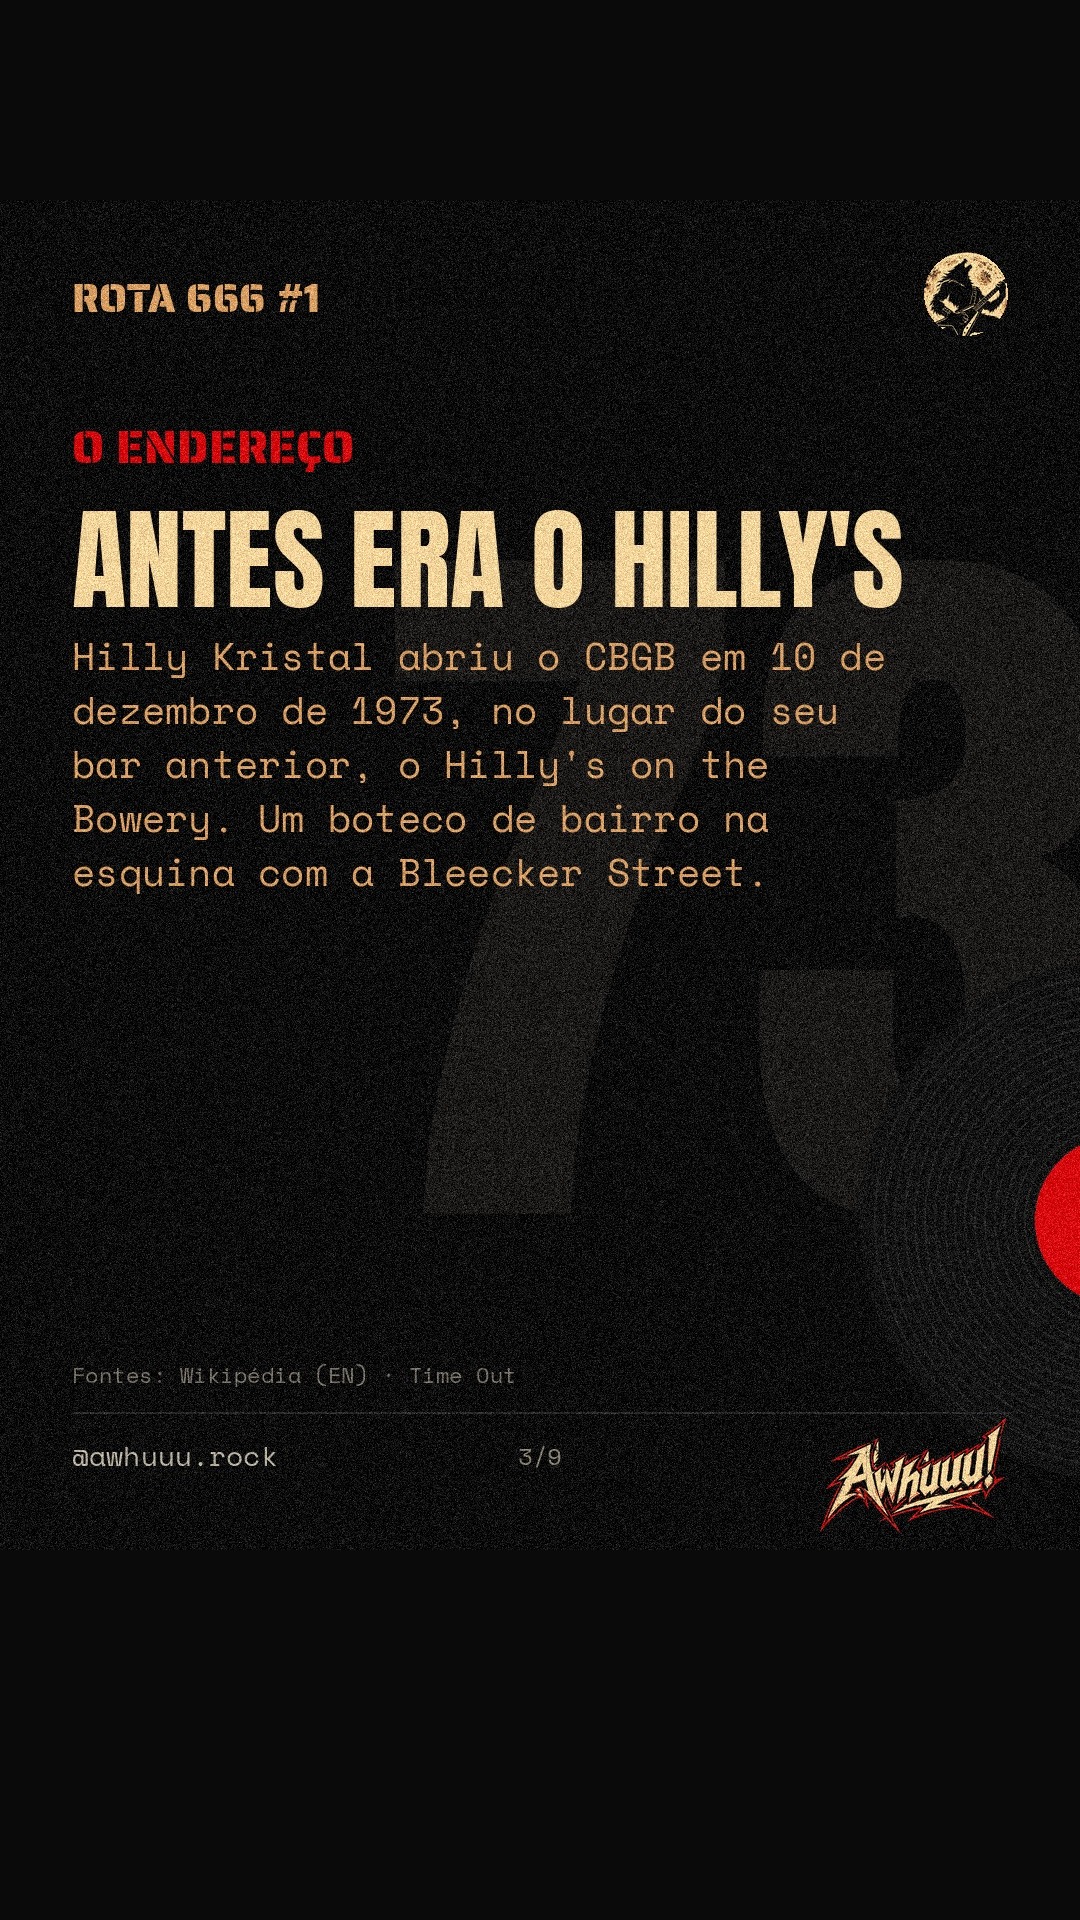 ROTA 666 #1
O ENDEREÇO
ANTES ERA O HILLY'S
Hilly Kristal abriu o CBGB em 10 de
dezembro de 1973, no lugar do seu
bar anterior, o Hilly's on the
Bowery. Um boteco de bairro na
esquina com a Bleecker Street.
73
Fontes: Wikipédia (EN) · Time Out
@awhuuu.rock
3/9
Awhuuu!